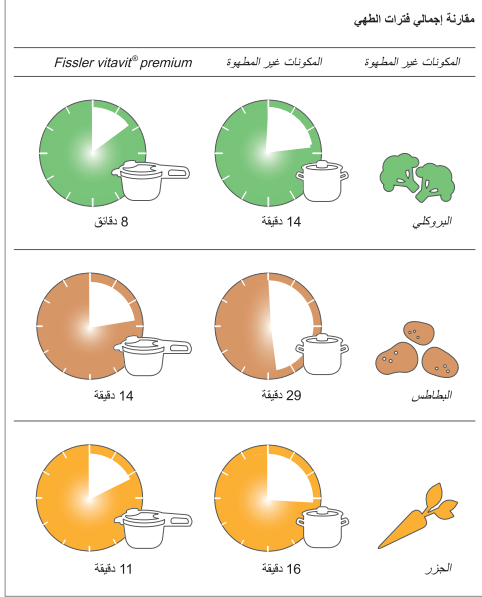 مقارنة إجمالي فترات الطهي
المكونات غير المطهوة المكونات غير المطهوة Fissler vitavit® premium
البروكلي 14 دقيقة 8 دقائق
البطاطس 29 دقيقة 14 دقيقة
الجزر 16 دقيقة 11 دقيقة